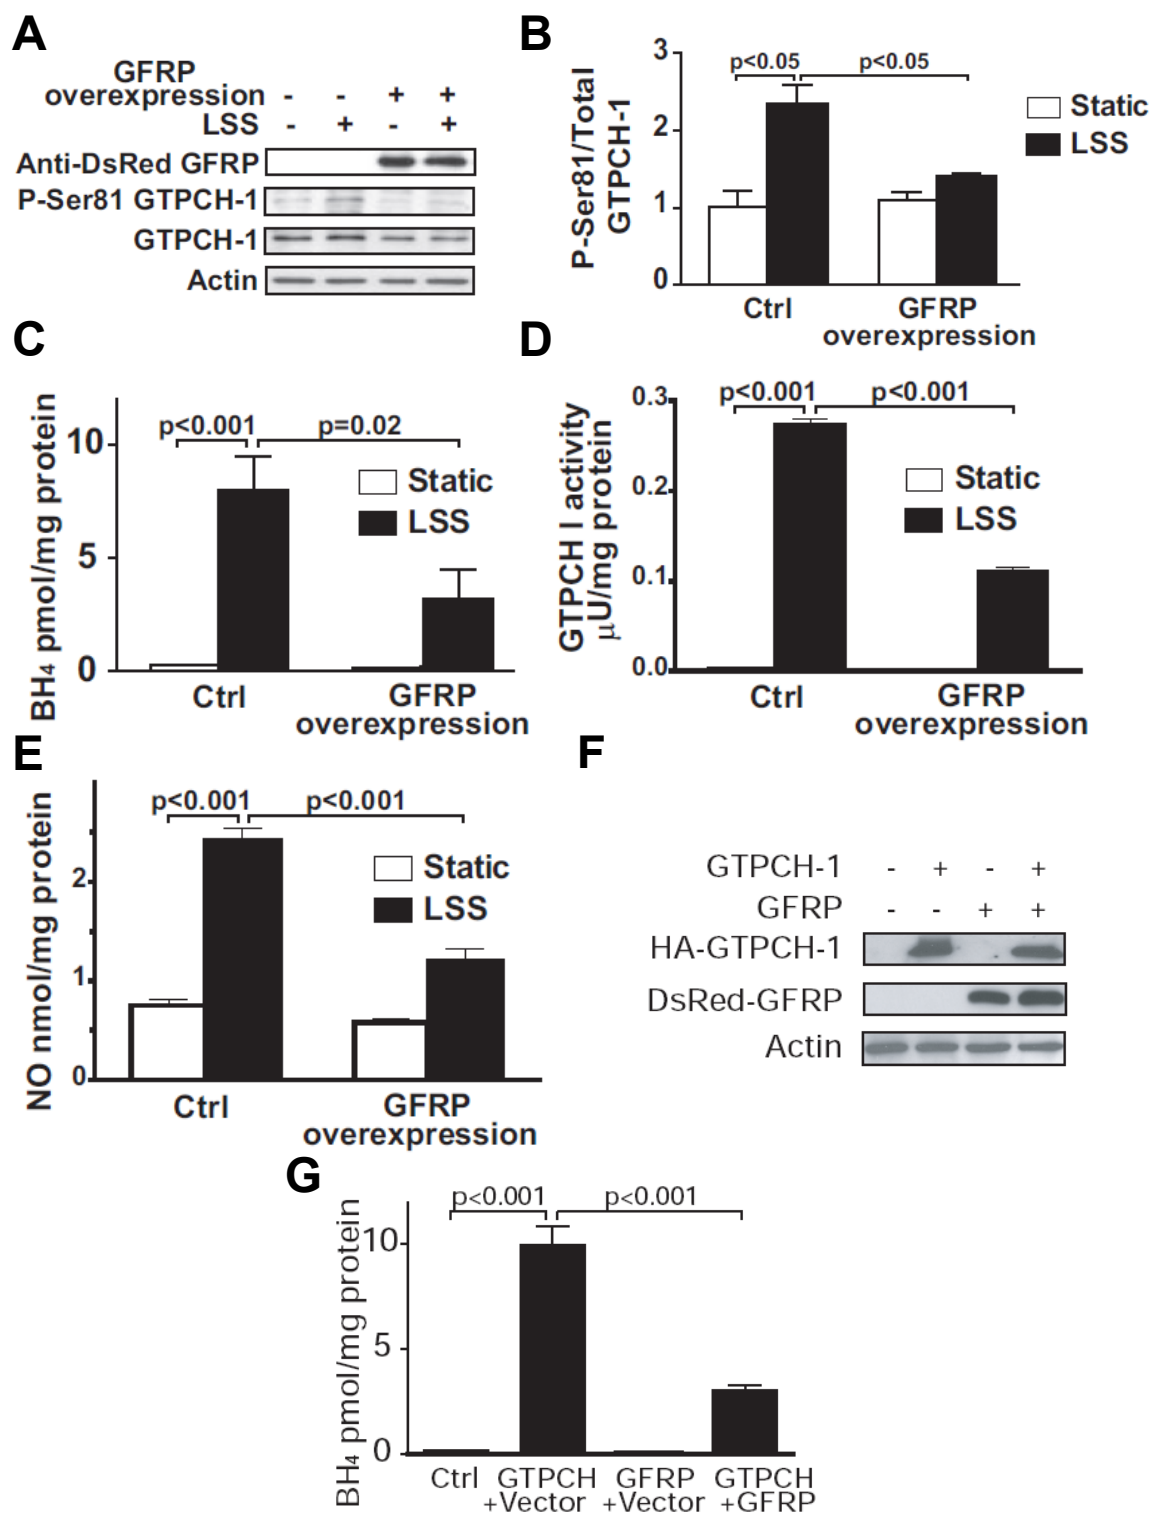 A
GFRP
overexpression - - + +
LSS - + - +
Anti-DsRed GFRP
P-Ser81 GTPCH-1
GTPCH-1
Actin
B
P-Ser81/Total
GTPCH-1
3
2
1
0
p<0.05
p<0.05
Static
LSS
Ctrl
GFRP
overexpression
C
BH4 pmol/mg protein
10
5
0
p<0.001
p=0.02
Static
LSS
Ctrl
GFRP
overexpression
D
GTPCH I activity
μU/mg protein
0.3
0.2
0.1
0.0
p<0.001
p<0.001
Static
LSS
Ctrl
GFRP
overexpression
E
NO nmol/mg protein
2
1
0
p<0.001
p<0.001
Static
LSS
Ctrl
GFRP
overexpression
F
GTPCH-1 - + - +
GFRP - - + +
HA-GTPCH-1
DsRed-GFRP
Actin
G
BH4 pmol/mg protein
10
5
0
p<0.001
p<0.001
Ctrl
GTPCH
+Vector
GFRP
+Vector
GTPCH
+GFRP